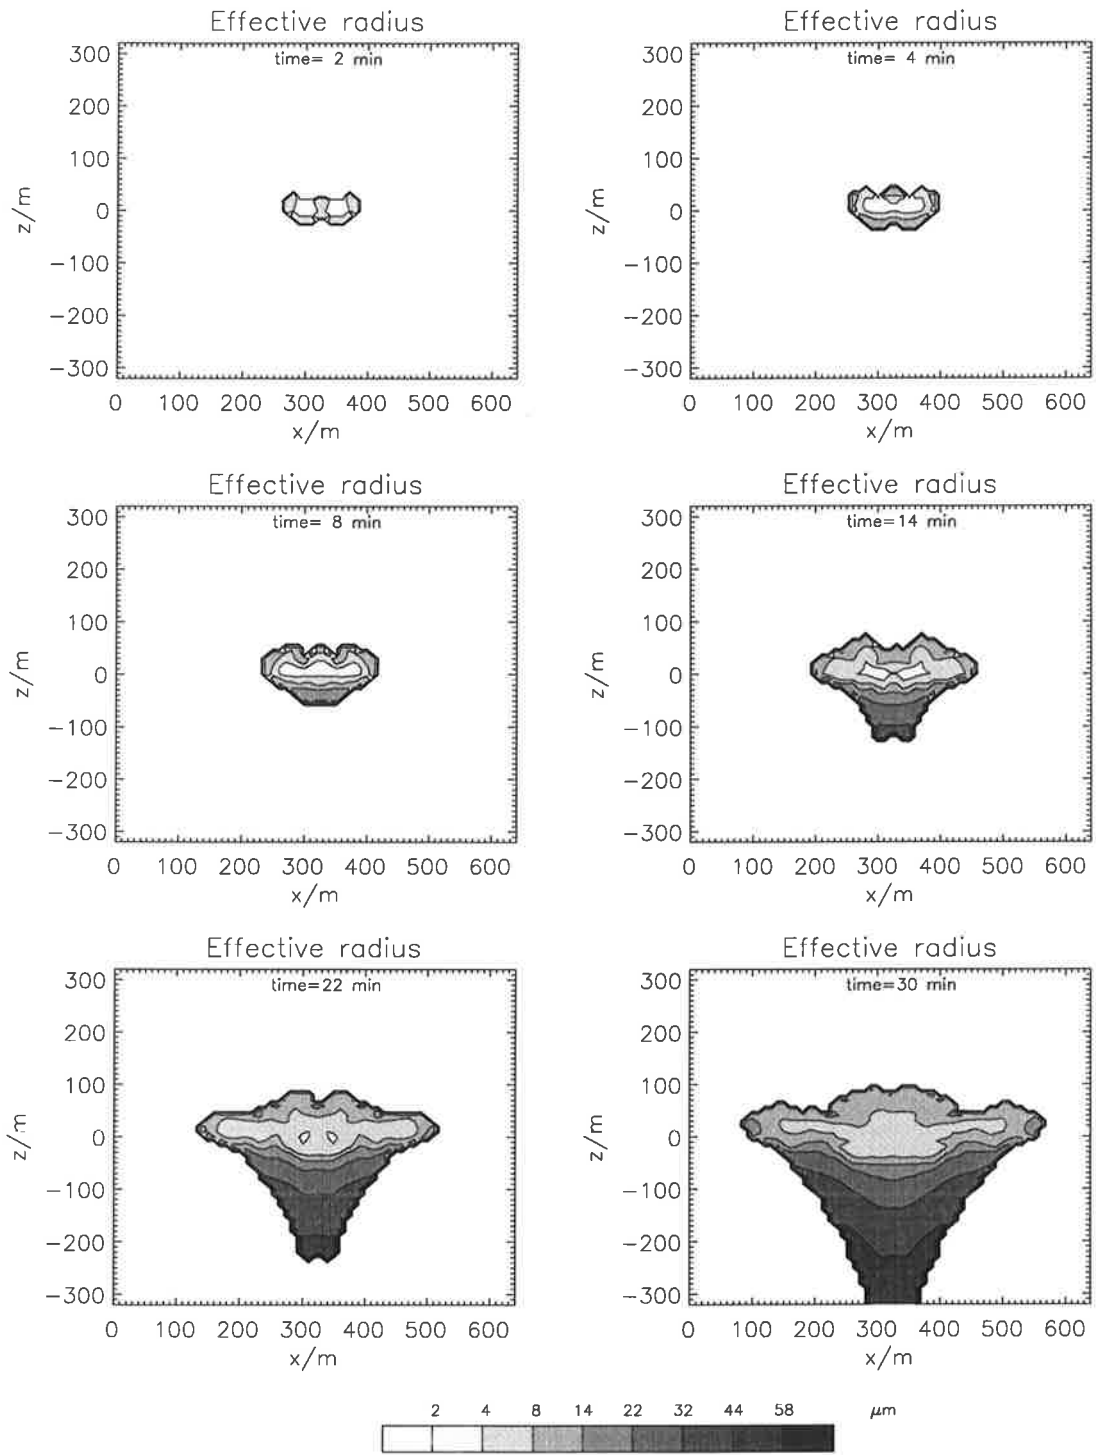 Effective radius
time= 2 min
300
200
100
0
−100
−200
−300
z/m
0 100 200 300 400 500 600
x/m
Effective radius
time= 4 min
300
200
100
0
−100
−200
−300
z/m
0 100 200 300 400 500 600
x/m
Effective radius
time= 8 min
300
200
100
0
−100
−200
−300
z/m
0 100 200 300 400 500 600
x/m
Effective radius
time=14 min
300
200
100
0
−100
−200
−300
z/m
0 100 200 300 400 500 600
x/m
Effective radius
time=22 min
300
200
100
0
−100
−200
−300
z/m
0 100 200 300 400 500 600
x/m
Effective radius
time=30 min
300
200
100
0
−100
−200
−300
z/m
0 100 200 300 400 500 600
x/m
2 4 8 14 22 32 44 58 μm